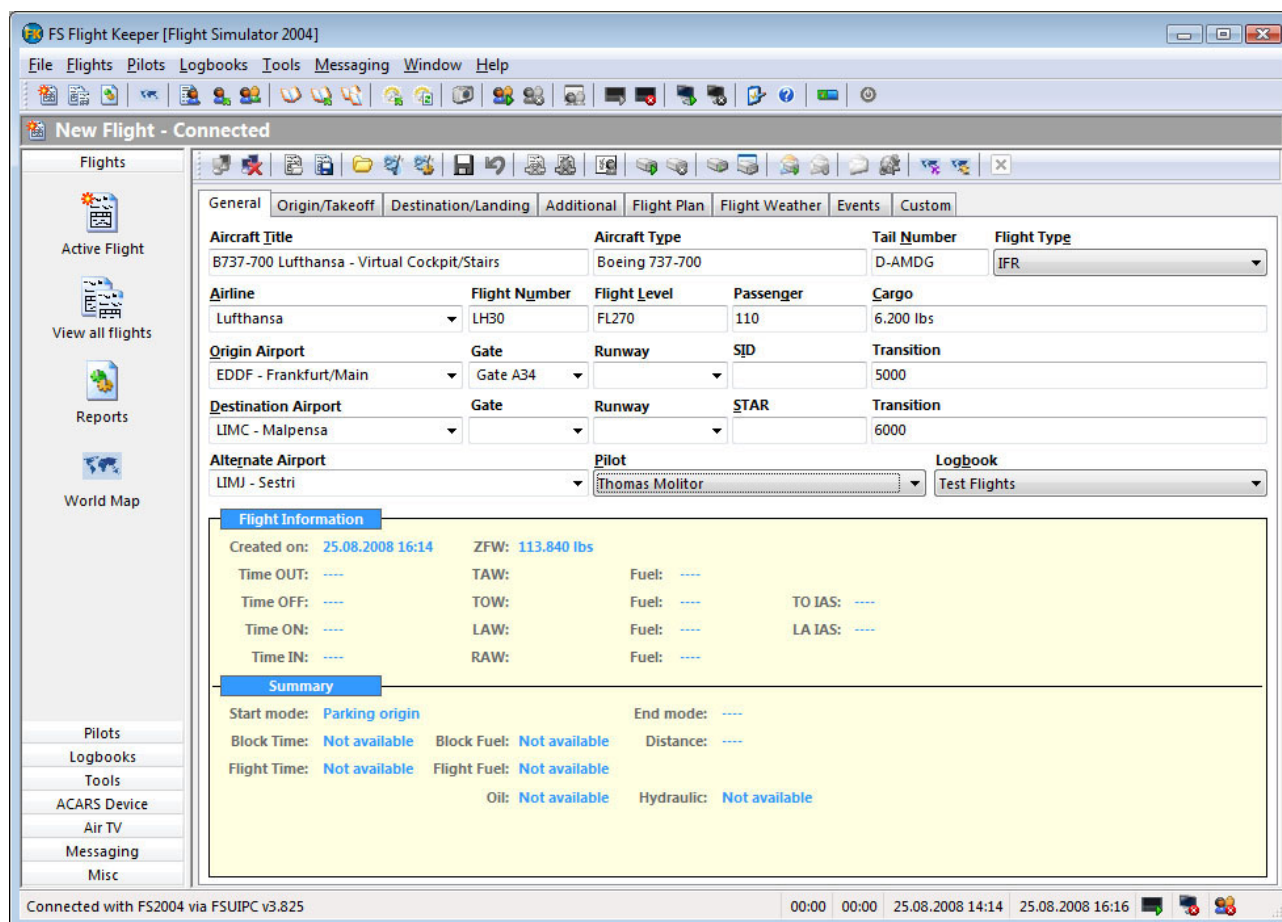 FS Flight Keeper [Flight Simulator 2004]
File Flights Pilots Logbooks Tools Messaging Window Help
New Flight - Connected
Flights
Active Flight
View all flights
Reports
World Map
Pilots
Logbooks
Tools
ACARS Device
Air TV
Messaging
Misc
General Origin/Takeoff Destination/Landing Additional Flight Plan Flight Weather Events Custom
Aircraft Title Aircraft Type Tail Number Flight Type
B737-700 Lufthansa - Virtual Cockpit/Stairs Boeing 737-700 D-AMDG IFR
Airline Flight Number Flight Level Passenger Cargo
Lufthansa LH30 FL270 110 6.200 lbs
Origin Airport Gate Runway SID Transition
EDDF - Frankfurt/Main Gate A34 5000
Destination Airport Gate Runway STAR Transition
LIMC - Malpensa 6000
Alternate Airport Pilot Logbook
LIMJ - Sestri Thomas Molitor Test Flights
Flight Information
Created on: 25.08.2008 16:14 ZFW: 113.840 lbs
Time OUT: ---- TAW: Fuel: ----
Time OFF: ---- TOW: Fuel: ---- TO IAS: ----
Time ON: ---- LAW: Fuel: ---- LA IAS: ----
Time IN: ---- RAW: Fuel: ----
Summary
Start mode: Parking origin End mode: ----
Block Time: Not available Block Fuel: Not available Distance: ----
Flight Time: Not available Flight Fuel: Not available
Oil: Not available Hydraulic: Not available
Connected with FS2004 via FSUIPC v3.825 00:00 00:00 25.08.2008 14:14 25.08.2008 16:16